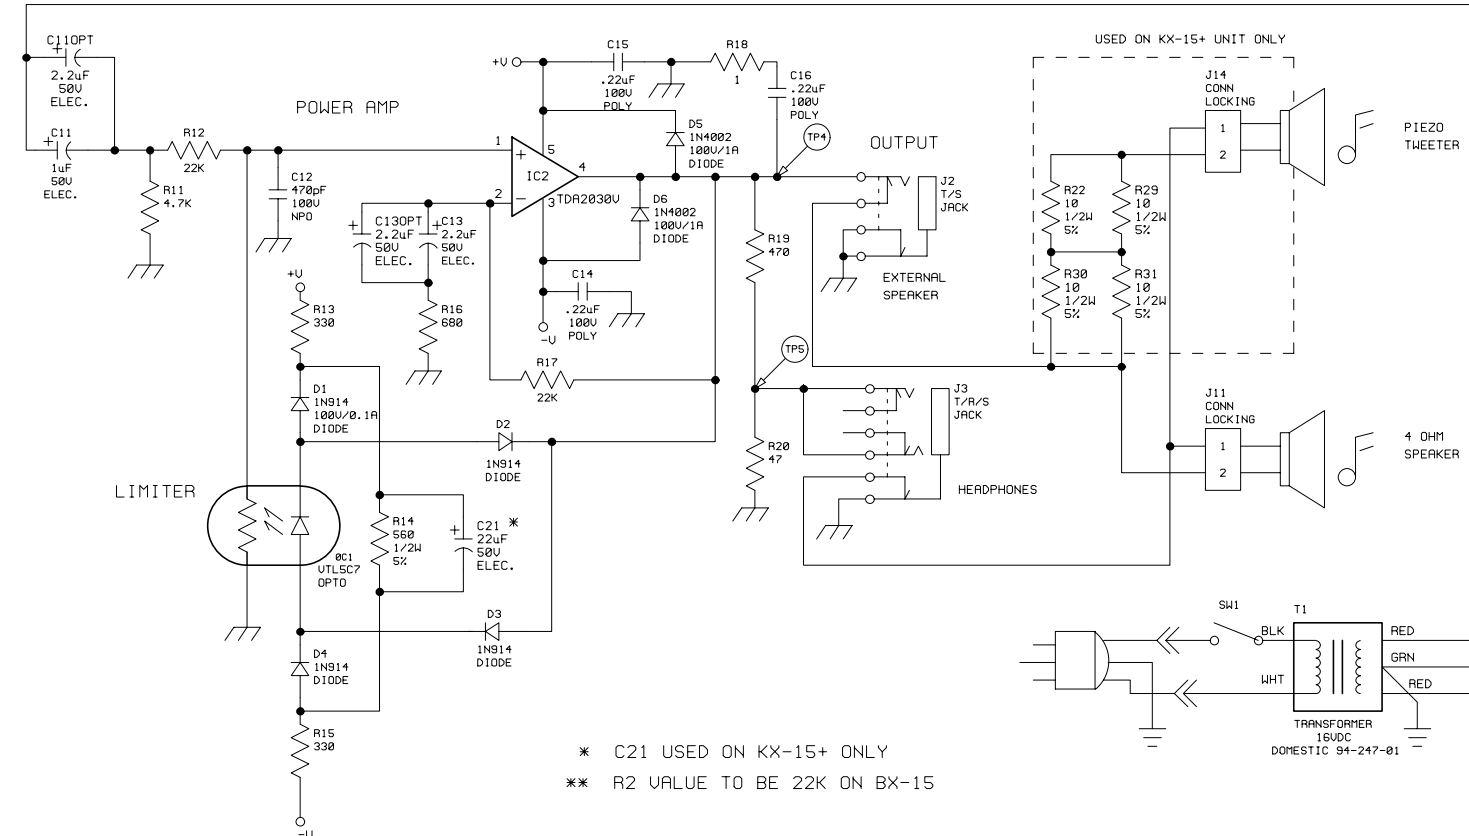 C11OPT
+
2.2uF
50V
ELEC.
C11
+
1uF
50V
ELEC.
R12
22K
R11
4.7K
POWER AMP
C12
470pF
100V
NPO
+V
C15
.22uF
100V
POLY
R18
1
C16
.22uF
100V
POLY
D5
1N4002
100V/1A
DIODE
TP4
1
+
5
IC2
4
2
-
3
TDA2030V
D6
1N4002
100V/1A
DIODE
C13OPT
+
2.2uF
50V
ELEC.
C13
+
2.2uF
50V
ELEC.
R16
680
C14
.22uF
100V
POLY
-V
R17
22K
R19
470
OUTPUT
J2
T/S
JACK
EXTERNAL
SPEAKER
TP5
R20
47
J3
T/R/S
JACK
HEADPHONES
USED ON KX-15+ UNIT ONLY
J14
CONN
LOCKING
1
2
PIEZO
TWEETER
R22
10
1/2W
5%
R29
10
1/2W
5%
R30
10
1/2W
5%
R31
10
1/2W
5%
J11
CONN
LOCKING
1
2
4 OHM
SPEAKER
+V
R13
330
D1
1N914
100V/0.1A
DIODE
D2
1N914
DIODE
LIMITER
OC1
VTL5C7
OPTO
R14
560
1/2W
5%
C21 *
+
22uF
50V
ELEC.
D3
1N914
DIODE
D4
1N914
DIODE
R15
330
-V
SW1
T1
BLK
WHT
RED
GRN
RED
TRANSFORMER
16VDC
DOMESTIC 94-247-01
* C21 USED ON KX-15+ ONLY
** R2 VALUE TO BE 22K ON BX-15